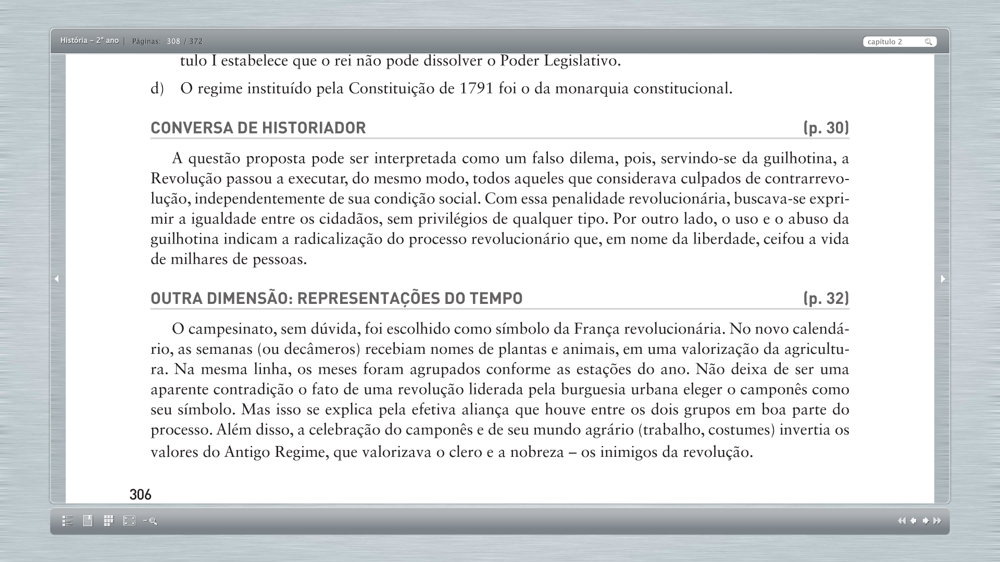 História – 2º ano | Páginas: 308 / 372
capítulo 2
tulo I estabelece que o rei não pode dissolver o Poder Legislativo.
d) O regime instituído pela Constituição de 1791 foi o da monarquia constitucional.
CONVERSA DE HISTORIADOR (p. 30)
A questão proposta pode ser interpretada como um falso dilema, pois, servindo-se da guilhotina, a
Revolução passou a executar, do mesmo modo, todos aqueles que considerava culpados de contrarrevo-
lução, independentemente de sua condição social. Com essa penalidade revolucionária, buscava-se expri-
mir a igualdade entre os cidadãos, sem privilégios de qualquer tipo. Por outro lado, o uso e o abuso da
guilhotina indicam a radicalização do processo revolucionário que, em nome da liberdade, ceifou a vida
de milhares de pessoas.
OUTRA DIMENSÃO: REPRESENTAÇÕES DO TEMPO (p. 32)
O campesinato, sem dúvida, foi escolhido como símbolo da França revolucionária. No novo calendá-
rio, as semanas (ou decâmeros) recebiam nomes de plantas e animais, em uma valorização da agricultu-
ra. Na mesma linha, os meses foram agrupados conforme as estações do ano. Não deixa de ser uma
aparente contradição o fato de uma revolução liderada pela burguesia urbana eleger o camponês como
seu símbolo. Mas isso se explica pela efetiva aliança que houve entre os dois grupos em boa parte do
processo. Além disso, a celebração do camponês e de seu mundo agrário (trabalho, costumes) invertia os
valores do Antigo Regime, que valorizava o clero e a nobreza – os inimigos da revolução.
306